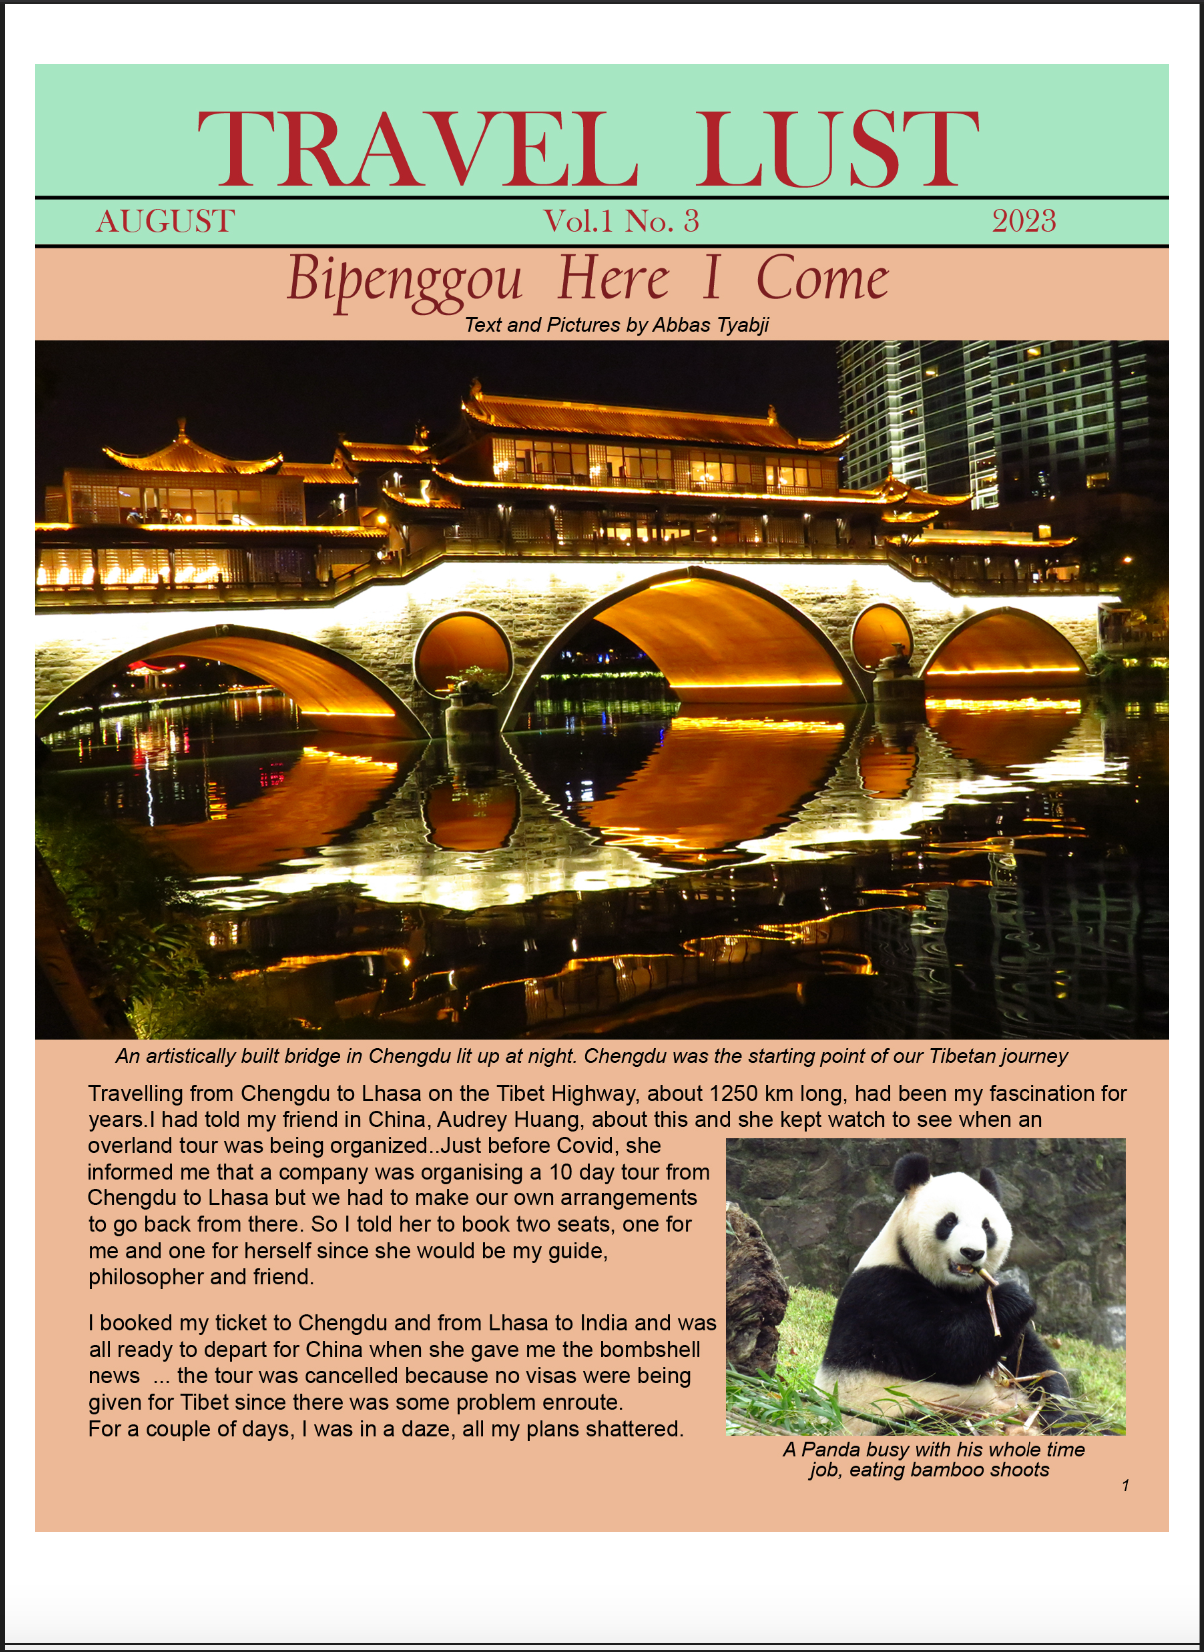 TRAVEL LUST
AUGUST Vol.1 No. 3 2023
Bipenggou Here I Come
Text and Pictures by Abbas Tyabji
An artistically built bridge in Chengdu lit up at night. Chengdu was the starting point of our Tibetan journey
Travelling from Chengdu to Lhasa on the Tibet Highway, about 1250 km long, had been my fascination for
years.I had told my friend in China, Audrey Huang, about this and she kept watch to see when an
overland tour was being organized..Just before Covid, she
informed me that a company was organising a 10 day tour from
Chengdu to Lhasa but we had to make our own arrangements
to go back from there. So I told her to book two seats, one for
me and one for herself since she would be my guide,
philosopher and friend.
I booked my ticket to Chengdu and from Lhasa to India and was
all ready to depart for China when she gave me the bombshell
news ... the tour was cancelled because no visas were being
given for Tibet since there was some problem enroute.
For a couple of days, I was in a daze, all my plans shattered.
A Panda busy with his whole time
job, eating bamboo shoots
1